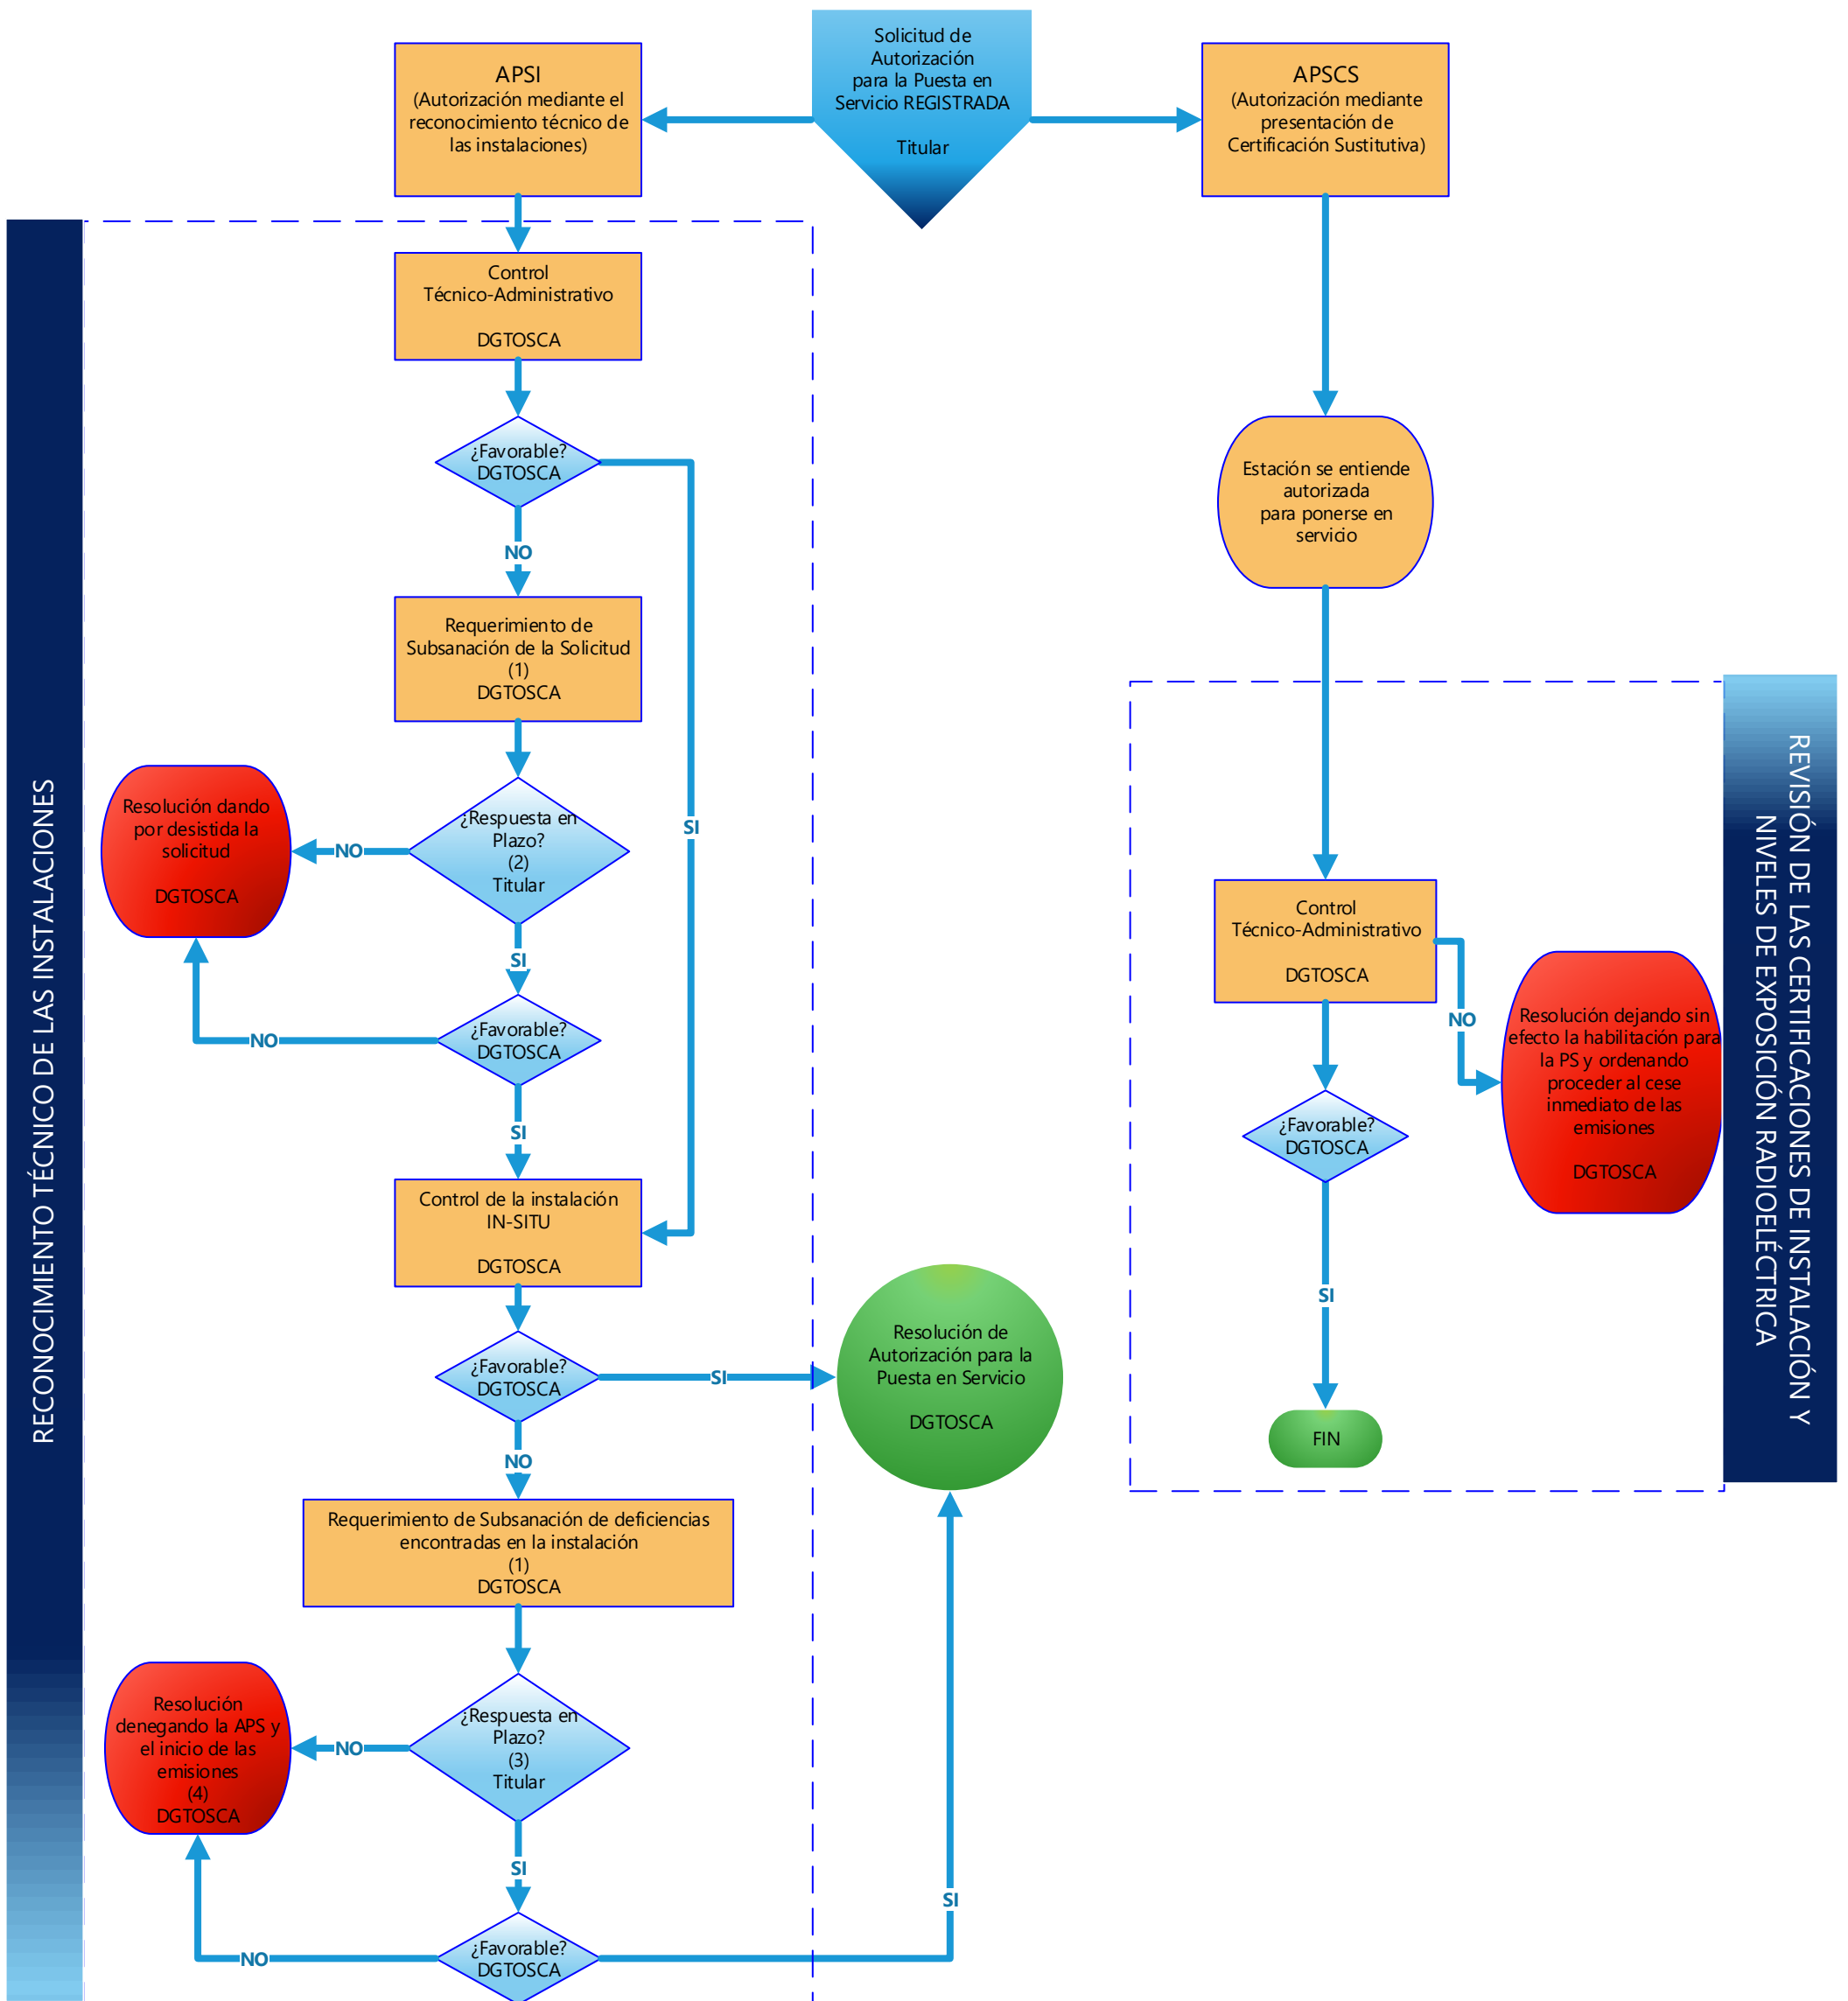 Solicitud de
Autorización
para la Puesta en
Servicio REGISTRADA
Titular
APSI
(Autorización mediante el
reconocimiento técnico de
las instalaciones)
APSCS
(Autorización mediante
presentación de
Certificación Sustitutiva)
RECONOCIMIENTO TÉCNICO DE LAS INSTALACIONES
Control
Técnico-Administrativo
DGTOSCA
¿Favorable?
DGTOSCA
NO
SI
Requerimiento de
Subsanación de la Solicitud
(1)
DGTOSCA
¿Respuesta en
Plazo?
(2)
Titular
NO
Resolución dando
por desistida la
solicitud
DGTOSCA
SI
¿Favorable?
DGTOSCA
NO
SI
Control de la instalación
IN-SITU
DGTOSCA
¿Favorable?
DGTOSCA
SI
Resolución de
Autorización para la
Puesta en Servicio
DGTOSCA
NO
Requerimiento de Subsanación de deficiencias
encontradas en la instalación
(1)
DGTOSCA
¿Respuesta en
Plazo?
(3)
Titular
NO
Resolución
denegando la APS y
el inicio de las
emisiones
(4)
DGTOSCA
SI
¿Favorable?
DGTOSCA
NO
SI
Estación se entiende
autorizada
para ponerse en
servicio
REVISIÓN DE LAS CERTIFICACIONES DE INSTALACIÓN Y
NIVELES DE EXPOSICIÓN RADIOELÉCTRICA
Control
Técnico-Administrativo
DGTOSCA
NO
Resolución dejando sin
efecto la habilitación para
la PS y ordenando
proceder al cese
inmediato de las
emisiones
DGTOSCA
¿Favorable?
DGTOSCA
SI
FIN